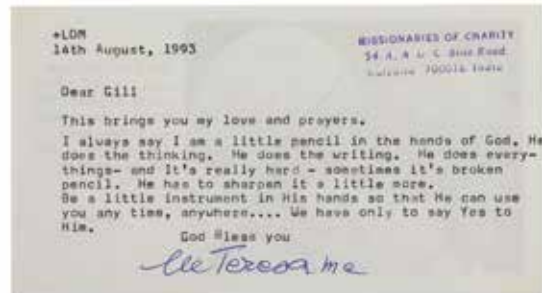 +LDM
14th August, 1993
MISSIONARIES OF CHARITY
54 A, A J. C. Bose Road
Calcutta 700016 India
Dear Gill
This brings you my love and prayers.
I always say I am a little pencil in the hands of God. He
does the thinking. He does the writing. He does every-
things- and It's really hard - sometimes it's broken
pencil. He has to sharpen it a little more.
Be a little instrument in His hands so that He can use
you any time, anywhere.... We have only to say Yes to
Him.
God Bless you
lle Teresa mc